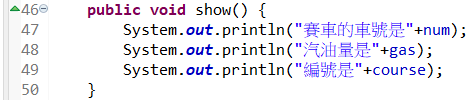 46 public void show() {
47 System.out.println("賽車的車號是"+num);
48 System.out.println("汽油量是"+gas);
49 System.out.println("編號是"+course);
50 }